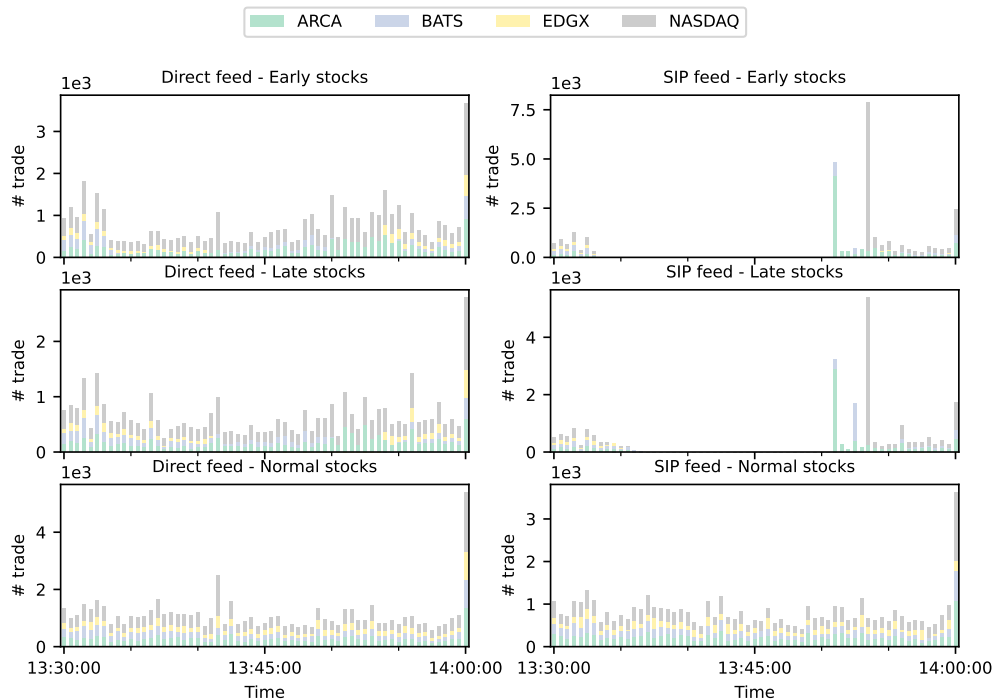 ARCA BATS EDGX NASDAQ
Direct feed - Early stocks
1e3
# trade
3
2
1
0
SIP feed - Early stocks
1e3
# trade
7.5
5.0
2.5
0.0
Direct feed - Late stocks
1e3
# trade
2
1
0
SIP feed - Late stocks
1e3
# trade
4
2
0
Direct feed - Normal stocks
1e3
# trade
4
2
0
13:30:00 13:45:00 14:00:00
Time
SIP feed - Normal stocks
1e3
# trade
3
2
1
0
13:30:00 13:45:00 14:00:00
Time